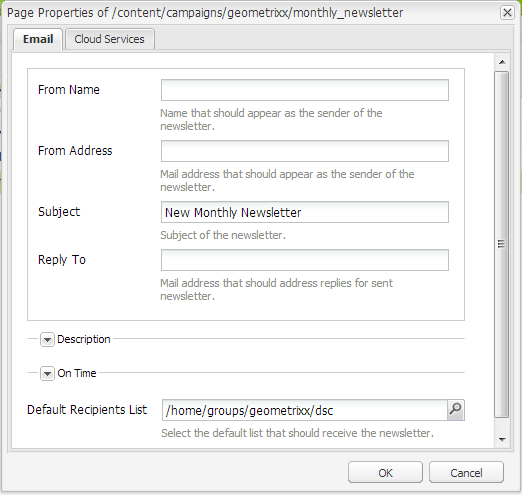 Page Properties of /content/campaigns/geometrixx/monthly_newsletter
Email
Cloud Services
From Name
Name that should appear as the sender of the
newsletter.
From Address
Mail address that should appear as the sender of the
newsletter.
Subject
New Monthly Newsletter
Subject of the newsletter.
Reply To
Mail address that should address replies for sent
newsletter.
Description
On Time
Default Recipients List
/home/groups/geometrixx/dsc
Select the default list that should receive the newsletter.
OK
Cancel